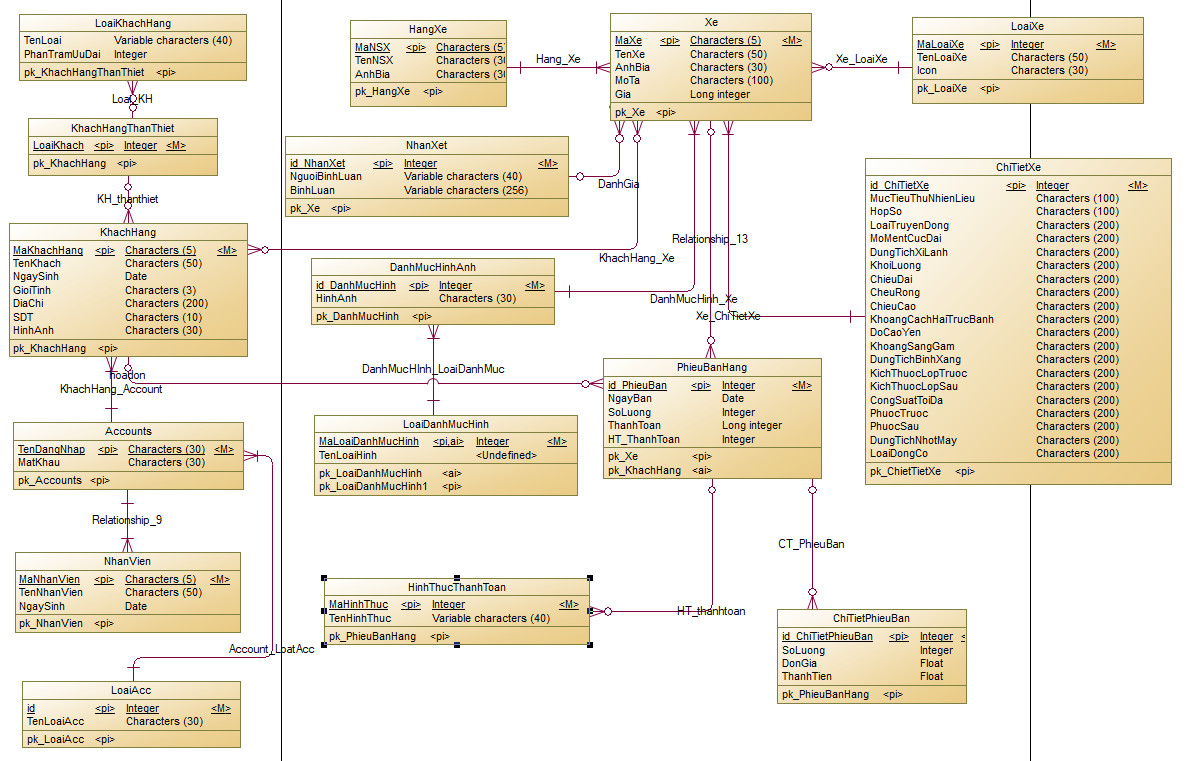 LoaiKhachHang
TenLoai Variable characters (40)
PhanTramUuDai Integer
pk_KhachHangThanThiet <pi>
Loai_KH
KhachHangThanThiet
LoaiKhach <pi> Integer <M>
pk_KhachHang <pi>
KH_thanthiet
KhachHang
MaKhachHang <pi> Characters (5) <M>
TenKhach Characters (50)
NgaySinh Date
GioiTinh Characters (3)
DiaChi Characters (200)
SDT Characters (10)
HinhAnh Characters (30)
pk_KhachHang <pi>
hoadon
KhachHang_Account
Accounts
TenDangNhap <pi> Characters (30) <M>
MatKhau Characters (30)
pk_Accounts <pi>
Relationship_9
NhanVien
MaNhanVien <pi> Characters (5) <M>
TenNhanVien Characters (50)
NgaySinh Date
pk_NhanVien <pi>
Account_LoatAcc
LoaiAcc
id <pi> Integer <M>
TenLoaiAcc Characters (30)
pk_LoaiAcc <pi>
HangXe
MaNSX <pi> Characters (5)
TenNSX Characters (30
AnhBia Characters (30
pk_HangXe <pi>
Hang_Xe
Xe
MaXe <pi> Characters (5) <M>
TenXe Characters (50)
AnhBia Characters (30)
MoTa Characters (100)
Gia Long integer
pk_Xe <pi>
Xe_LoaiXe
LoaiXe
MaLoaiXe <pi> Integer <M>
TenLoaiXe Characters (50)
Icon Characters (30)
pk_LoaiXe <pi>
NhanXet
id_NhanXet <pi> Integer <M>
NguoiBinhLuan Variable characters (40)
BinhLuan Variable characters (256)
pk_Xe <pi>
DanhGia
KhachHang_Xe
Relationship_13
DanhMucHinh_Xe
Xe_ChiTietXe
DanhMucHinhAnh
id_DanhMucHinh <pi> Integer <M>
HinhAnh Characters (30)
pk_DanhMucHinh <pi>
DanhMucHInh_LoaiDanhMuc
LoaiDanhMucHinh
MaLoaiDanhMucHinh <pi,ai> Integer <M>
TenLoaiHinh <Undefined>
pk_LoaiDanhMucHinh <ai>
pk_LoaiDanhMucHinh1 <pi>
PhieuBanHang
id_PhieuBan <pi> Integer <M>
NgayBan Date
SoLuong Integer
ThanhToan Long integer
HT_ThanhToan Integer
pk_Xe <pi>
pk_KhachHang <ai>
ChiTietXe
id_ChiTietXe <pi> Integer <M>
MucTieuThuNhienLieu Characters (100)
HopSo Characters (100)
LoaiTruyenDong Characters (200)
MoMentCucDai Characters (200)
DungTichXiLanh Characters (200)
KhoiLuong Characters (200)
ChieuDai Characters (200)
CheuRong Characters (200)
ChieuCao Characters (200)
KhoangCachHaiTrucBanh Characters (200)
DoCaoYen Characters (200)
KhoangSangGam Characters (200)
DungTichBinhXang Characters (200)
KichThuocLopTruoc Characters (200)
KichThuocLopSau Characters (200)
CongSuatToiDa Characters (200)
PhuocTruoc Characters (200)
PhuocSau Characters (200)
DungTichNhotMay Characters (200)
LoaiDongCo Characters (200)
pk_ChietTietXe <pi>
HinhThucThanhToan
MaHinhThuc <pi> Integer <M>
TenHinhThuc Variable characters (40)
pk_PhieuBanHang <pi>
HT_thanhtoan
CT_PhieuBan
ChiTietPhieuBan
id_ChiTietPhieuBan <pi> Integer <
SoLuong Integer
DonGia Float
ThanhTien Float
pk_PhieuBanHang <pi>